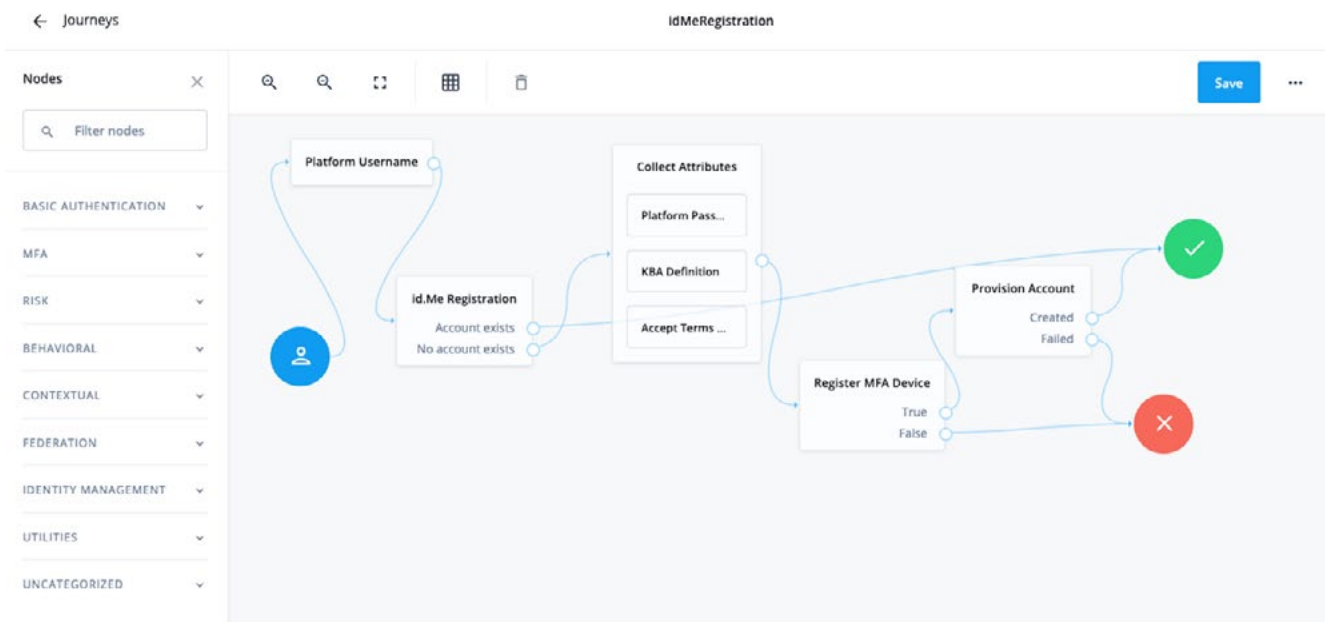 Journeys
idMeRegistration
Nodes
Save
Filter nodes
BASIC AUTHENTICATION
MFA
RISK
BEHAVIORAL
CONTEXTUAL
FEDERATION
IDENTITY MANAGEMENT
UTILITIES
UNCATEGORIZED
Platform Username
id.Me Registration
Account exists
No account exists
Collect Attributes
Platform Pass...
KBA Definition
Accept Terms ...
Register MFA Device
True
False
Provision Account
Created
Failed